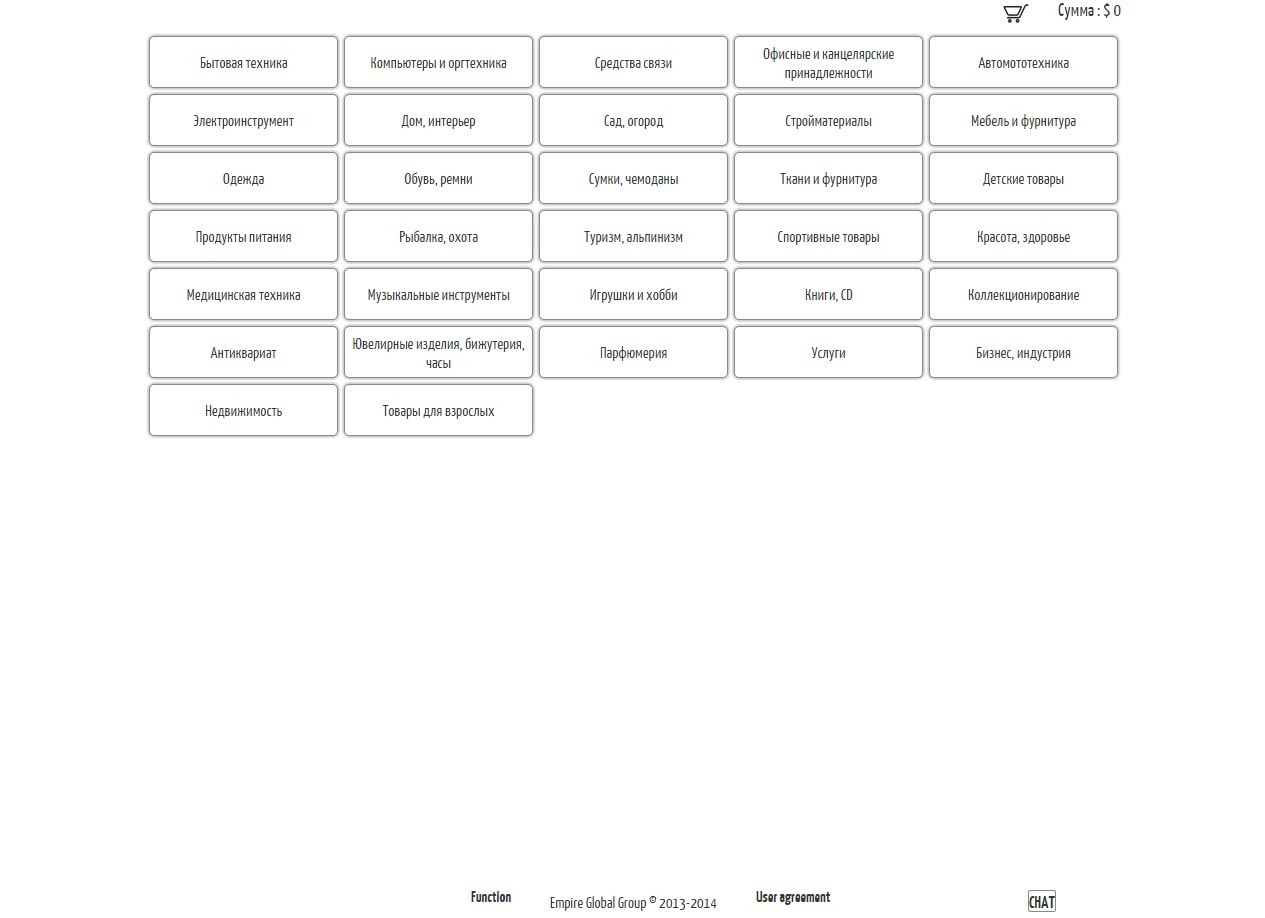 Сумма : $ 0
Бытовая техника
Компьютеры и оргтехника
Средства связи
Офисные и канцелярские
принадлежности
Автомототехника
Электроинструмент
Дом, интерьер
Сад, огород
Стройматериалы
Мебель и фурнитура
Одежда
Обувь, ремни
Сумки, чемоданы
Ткани и фурнитура
Детские товары
Продукты питания
Рыбалка, охота
Туризм, альпинизм
Спортивные товары
Красота, здоровье
Медицинская техника
Музыкальные инструменты
Игрушки и хобби
Книги, CD
Коллекционирование
Антиквариат
Ювелирные изделия, бижутерия,
часы
Парфюмерия
Услуги
Бизнес, индустрия
Недвижимость
Товары для взрослых
Function
Empire Global Group © 2013-2014
User agreement
CHAT